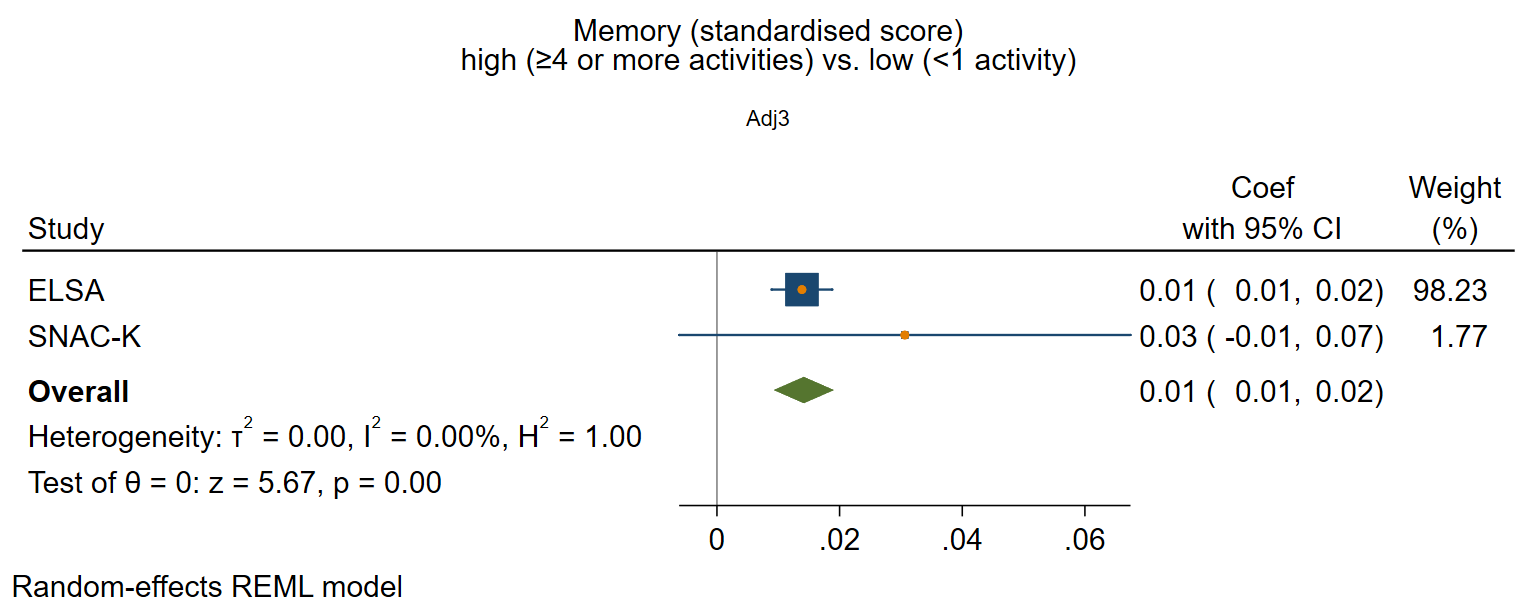 Memory (standardised score)
high (≥4 or more activities) vs. low (<1 activity)
Adj3
Coef Weight
Study with 95% CI (%)
ELSA 0.01 ( 0.01, 0.02) 98.23
SNAC-K 0.03 ( -0.01, 0.07) 1.77
Overall 0.01 ( 0.01, 0.02)
Heterogeneity: τ² = 0.00, I² = 0.00%, H² = 1.00
Test of θ = 0: z = 5.67, p = 0.00
0 .02 .04 .06
Random-effects REML model